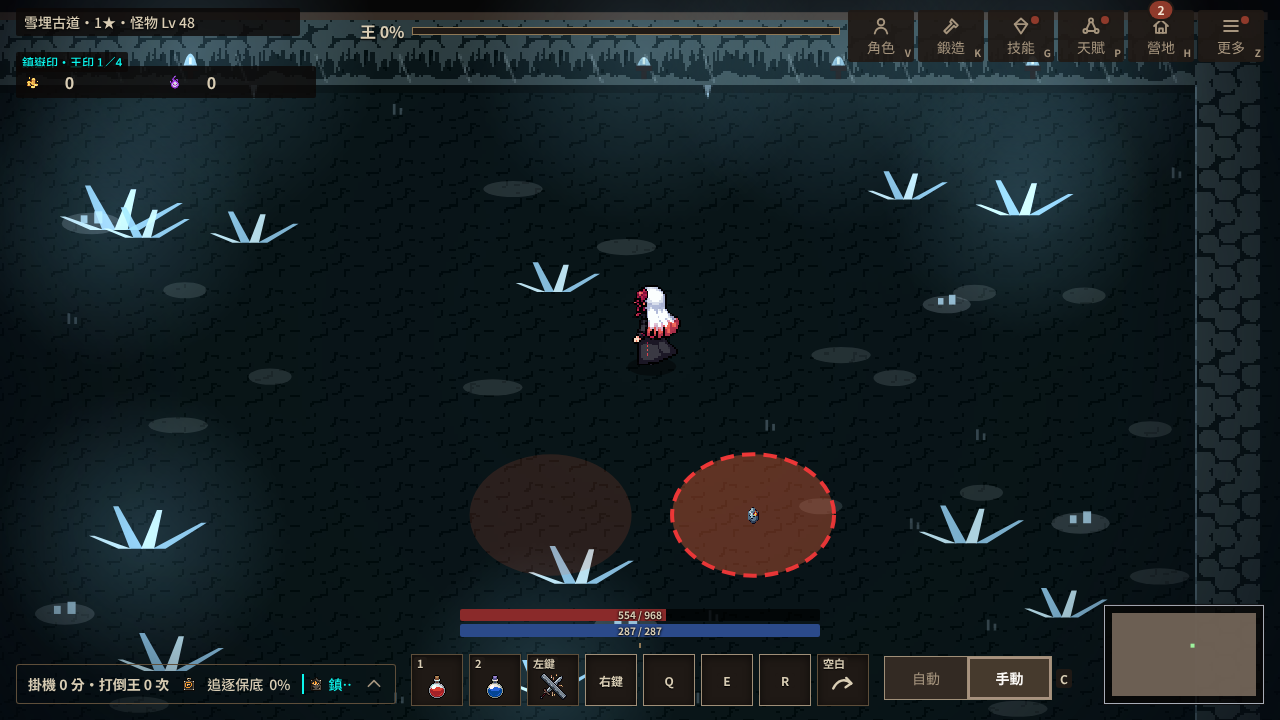 雪埋古道・1★・怪物 Lv 48
王 0%
鎮嶽印・王印 1／4
0
0
角色 V
鍛造 K
技能 G
天賦 P
2
營地 H
更多 Z
554 / 968
287 / 287
掛機 0 分・打倒王 0 次
追逐保底 0%
鎮‥
1
2
左鍵
右鍵
Q
E
R
空白
自動
手動
C